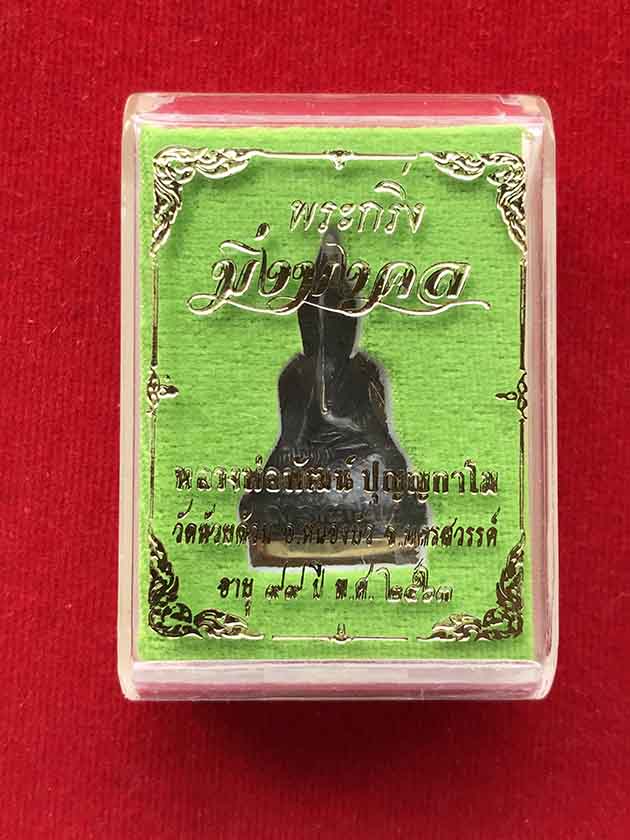 พระกริ่ง
มิ่งมงคล
หลวงพ่อพัฒน์ ปุญญกาโม
วัดห้วยด้วน อ.หนองบัว จ.นครสวรรค์
อายุ ๙๙ ปี พ.ศ. ๒๕๖๓